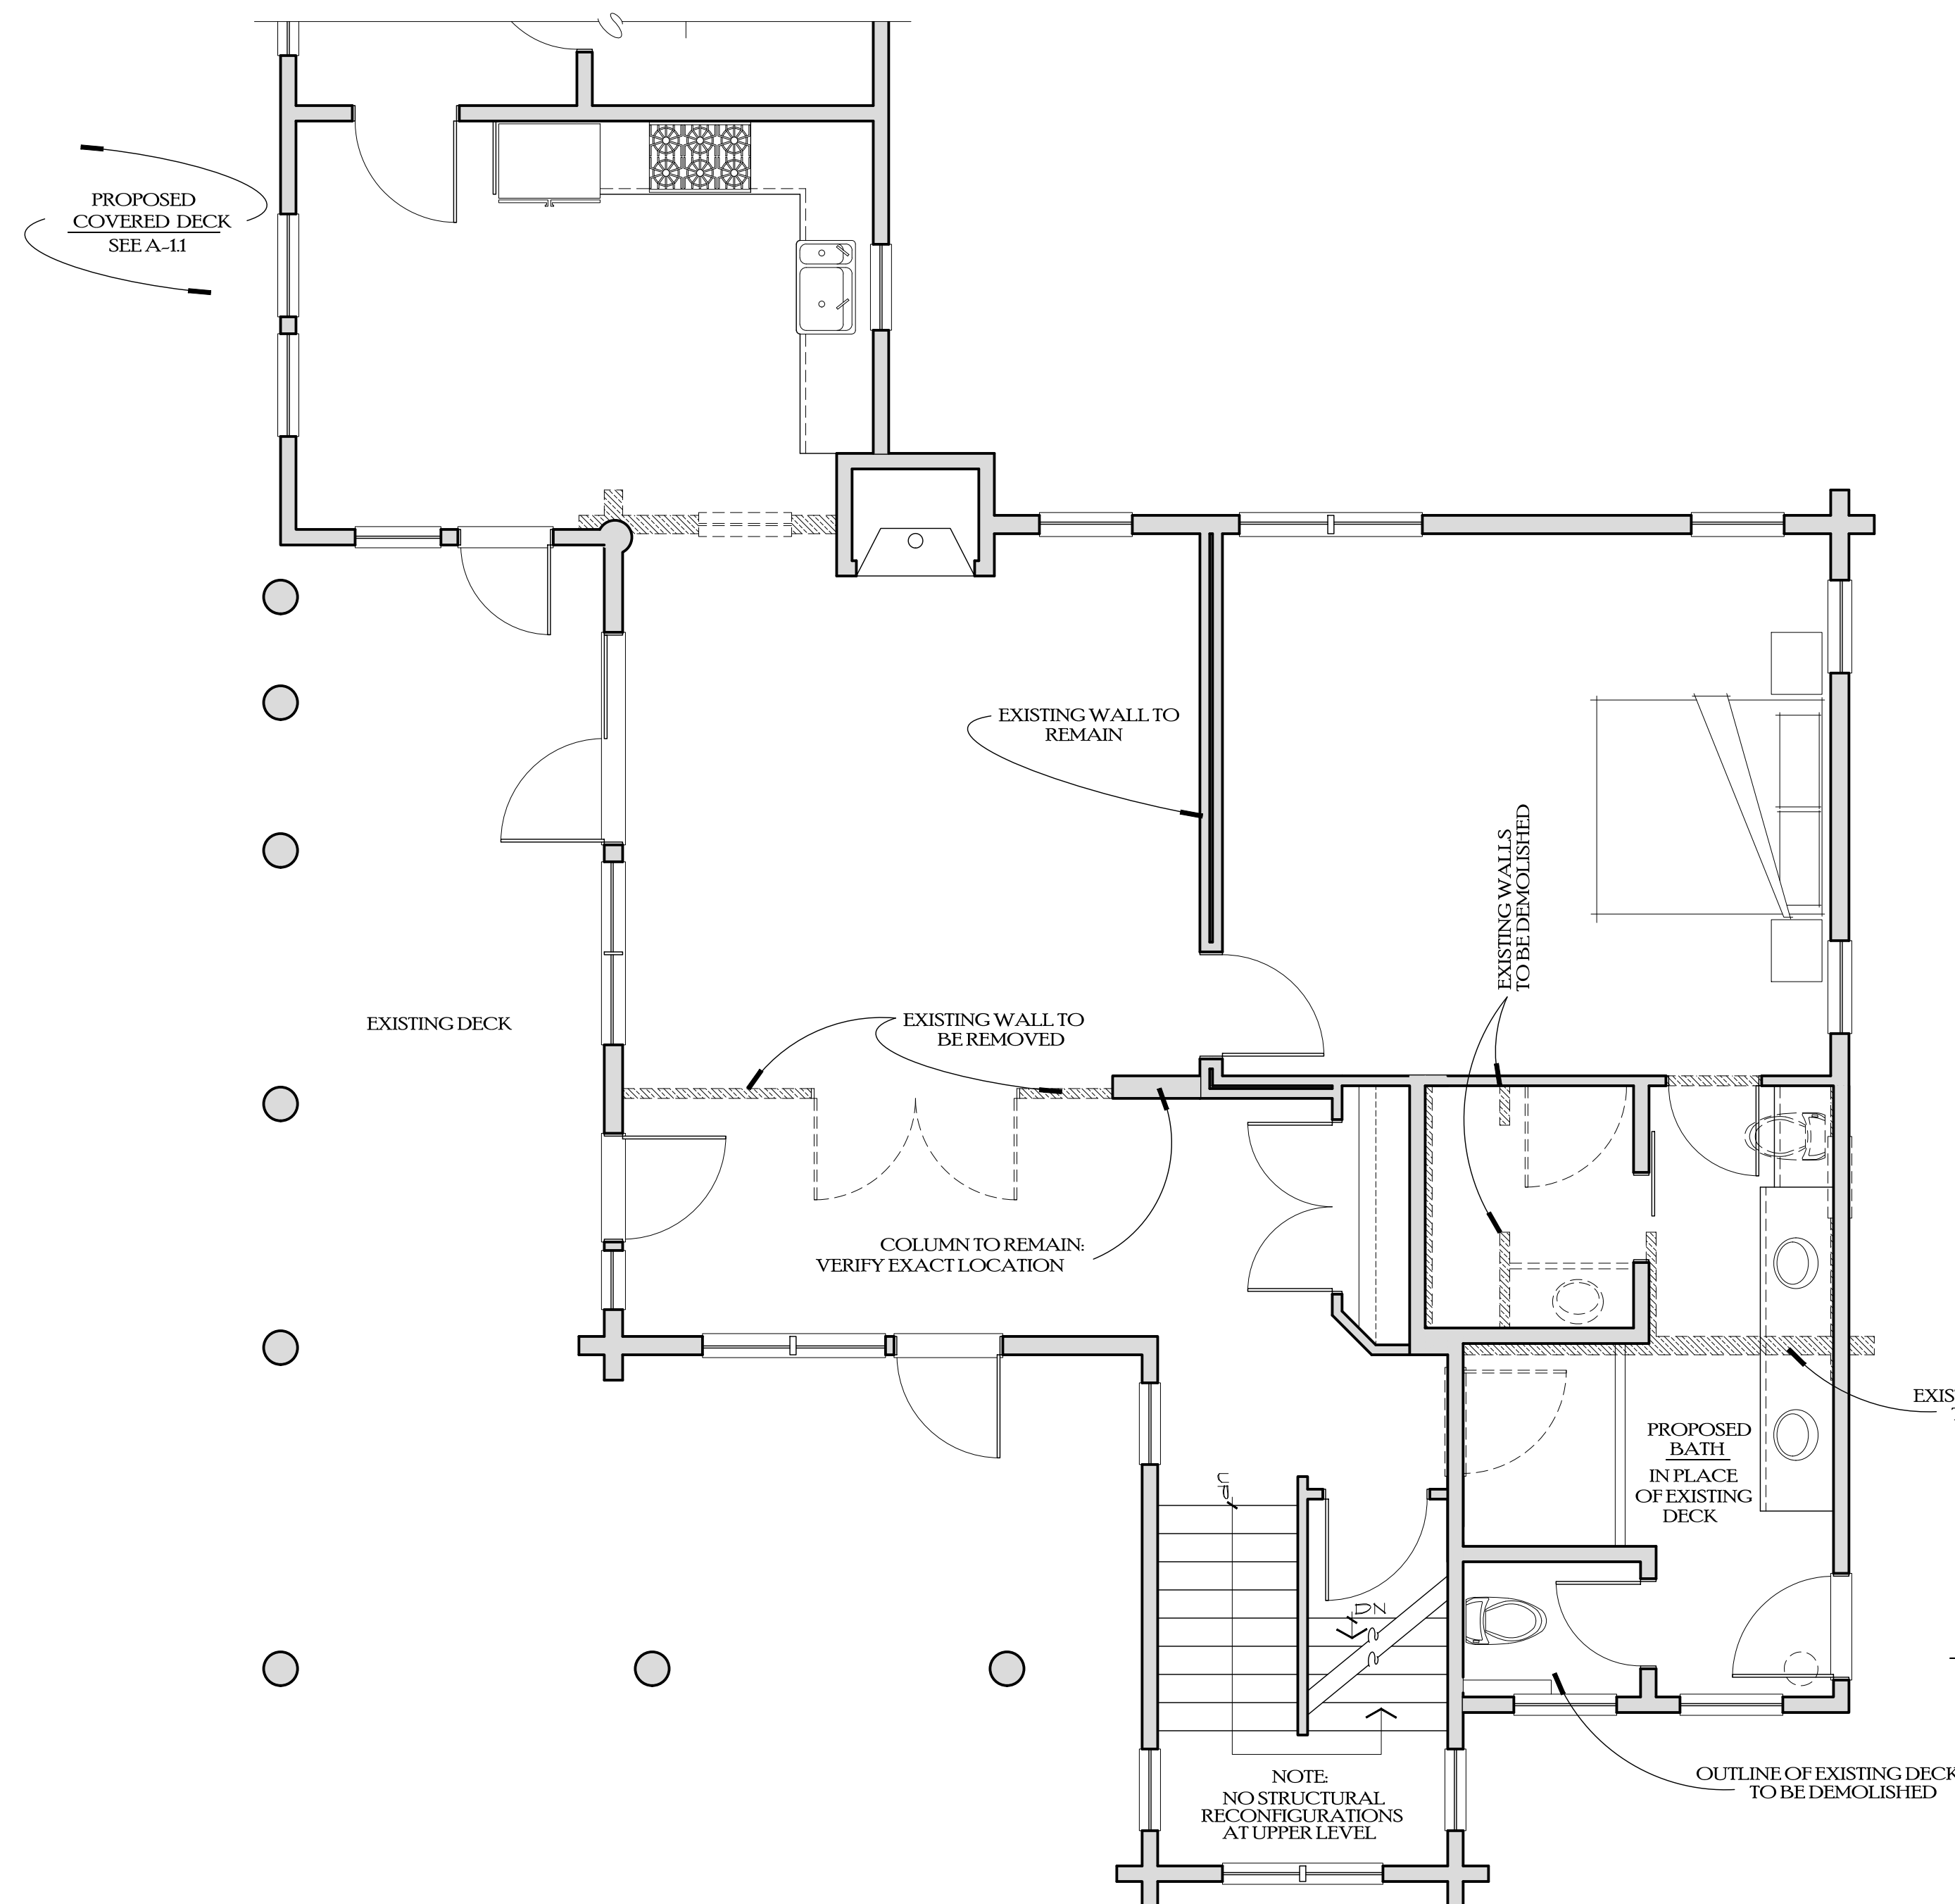 PROPOSED
COVERED DECK
SEE A-1.1
EXISTING WALL TO
REMAIN
EXISTING WALLS
TO BE DEMOLISHED
EXISTING DECK
EXISTING WALL TO
BE REMOVED
COLUMN TO REMAIN:
VERIFY EXACT LOCATION
EXIS
PROPOSED
BATH
IN PLACE
OF EXISTING
DECK
UP
DN
OUTLINE OF EXISTING DECK
TO BE DEMOLISHED
NOTE:
NO STRUCTURAL
RECONFIGURATIONS
AT UPPER LEVEL